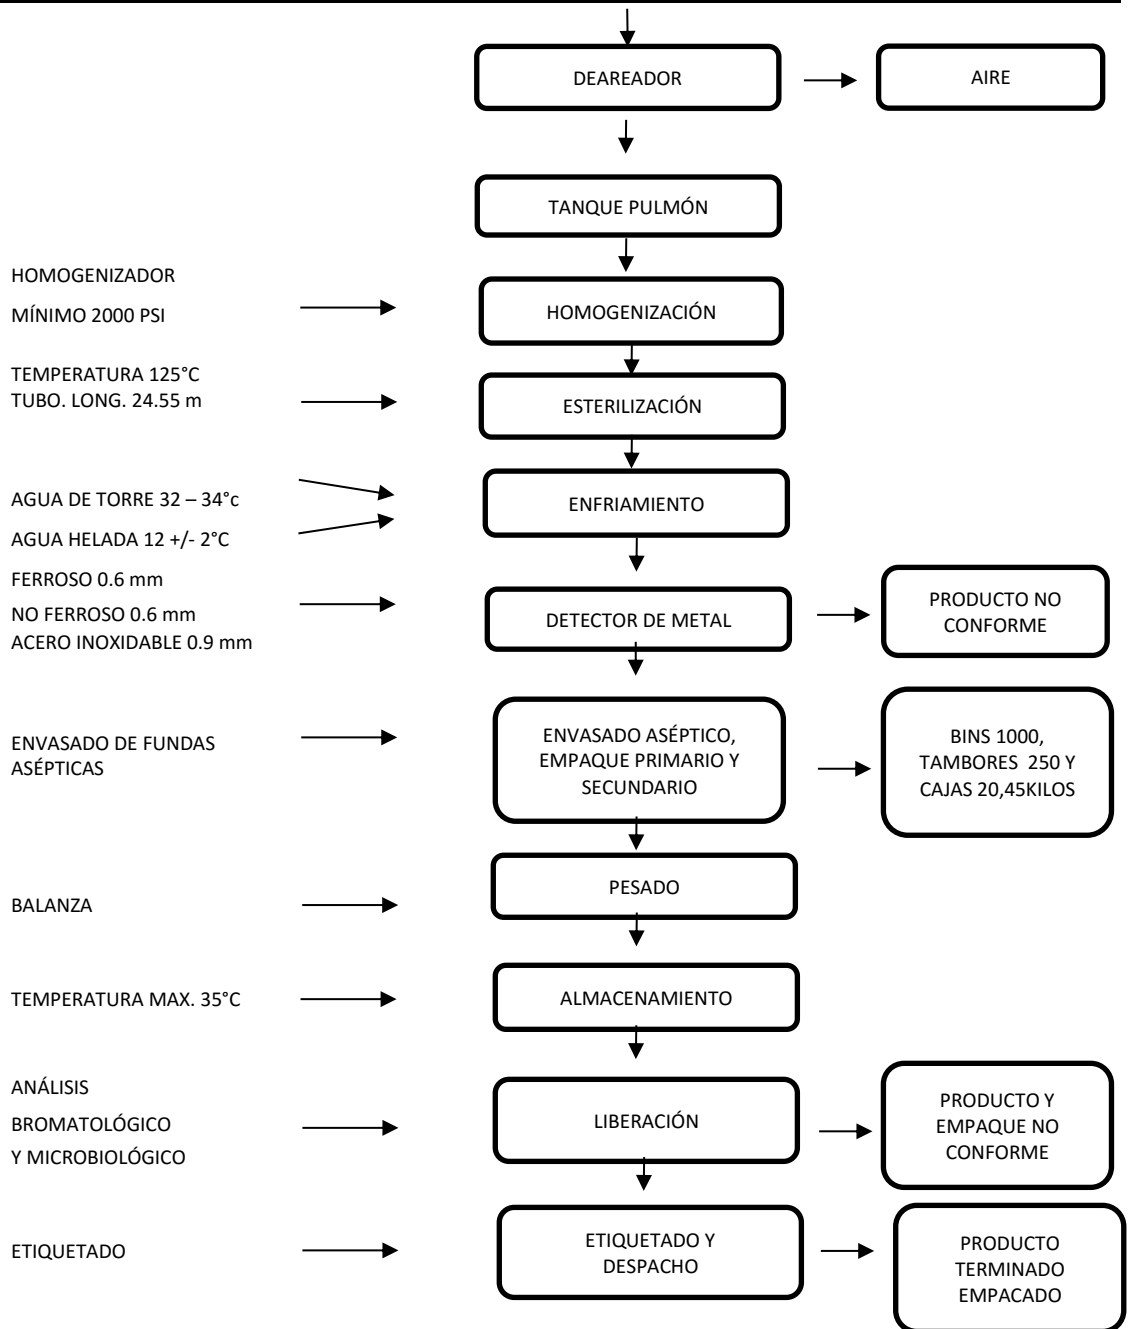 DEAREADOR
AIRE
TANQUE PULMÓN
HOMOGENIZADOR
MÍNIMO 2000 PSI
HOMOGENIZACIÓN
TEMPERATURA 125°C
TUBO. LONG. 24.55 m
ESTERILIZACIÓN
AGUA DE TORRE 32 – 34°c
AGUA HELADA 12 +/- 2°C
ENFRIAMIENTO
FERROSO 0.6 mm
NO FERROSO 0.6 mm
ACERO INOXIDABLE 0.9 mm
DETECTOR DE METAL
PRODUCTO NO
CONFORME
ENVASADO DE FUNDAS
ASÉPTICAS
ENVASADO ASÉPTICO,
EMPAQUE PRIMARIO Y
SECUNDARIO
BINS 1000,
TAMBORES  250 Y
CAJAS 20,45KILOS
PESADO
BALANZA
TEMPERATURA MAX. 35°C
ALMACENAMIENTO
ANÁLISIS
BROMATOLÓGICO
Y MICROBIOLÓGICO
LIBERACIÓN
PRODUCTO Y
EMPAQUE NO
CONFORME
ETIQUETADO
ETIQUETADO Y
DESPACHO
PRODUCTO
TERMINADO
EMPACADO